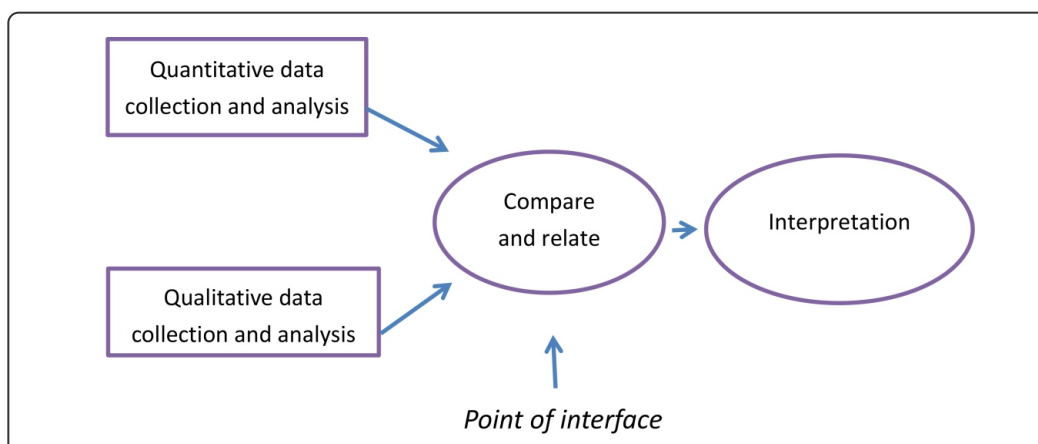 Quantitative data
collection and analysis
Compare
and relate
Interpretation
Qualitative data
collection and analysis
Point of interface